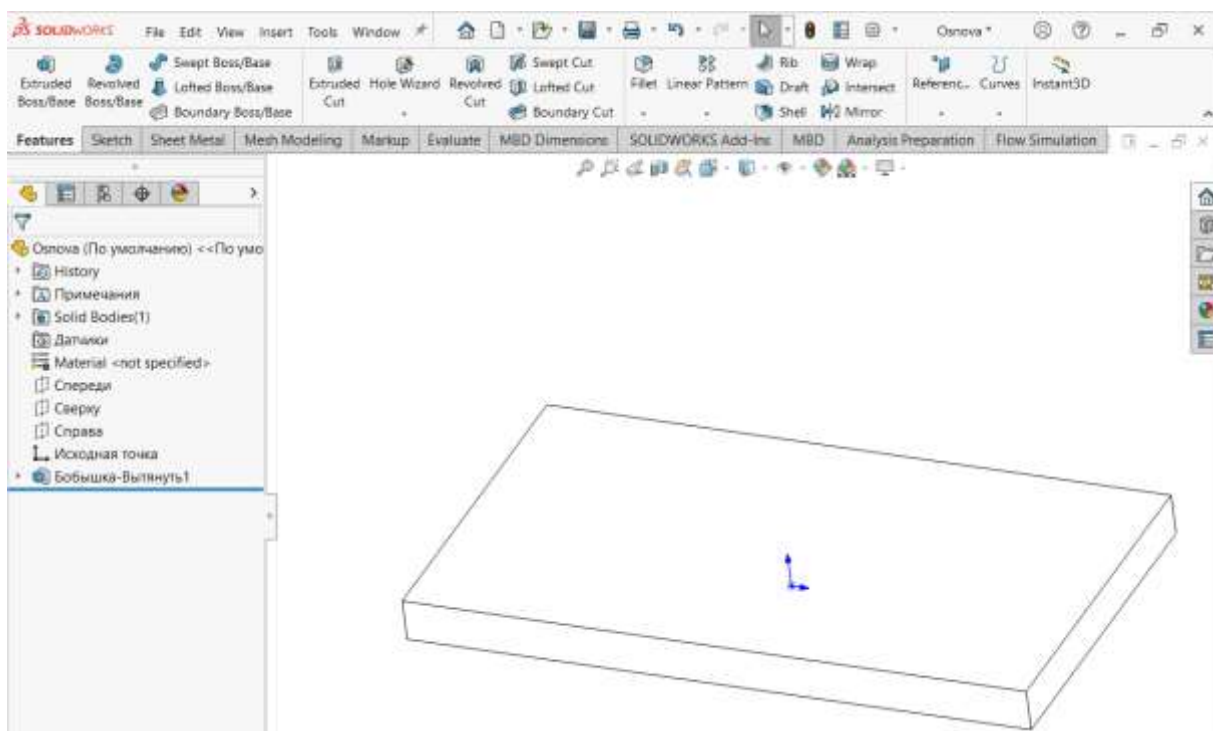 SOLIDWORKS File Edit View Insert Tools Window Osnova *
Extruded Boss/Base Revolved Boss/Base Swept Boss/Base Lofted Boss/Base Boundary Boss/Base Extruded Cut Hole Wizard Revolved Cut Swept Cut Lofted Cut Boundary Cut Fillet Linear Pattern Rib Draft Shell Wrap Intersect Mirror Referenc... Curves Instant3D
Features Sketch Sheet Metal Mesh Modeling Markup Evaluate MBD Dimensions SOLIDWORKS Add-Ins MBD Analysis Preparation Flow Simulation
Osnova (По умолчанию) <<По умо
History
Примечания
Solid Bodies(1)
Датчики
Material <not specified>
Спереди
Сверху
Справа
Исходная точка
Бобышка-Вытянуть1